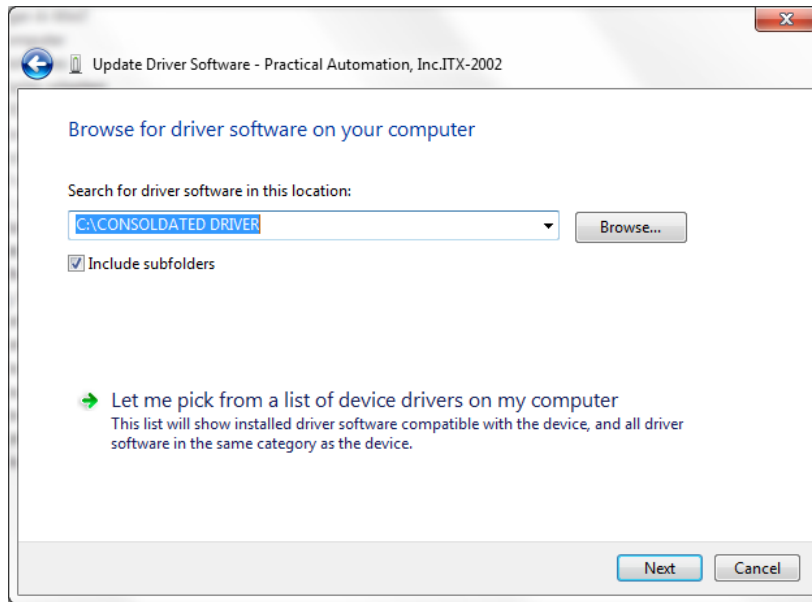 Update Driver Software - Practical Automation, Inc.ITX-2002
Browse for driver software on your computer
Search for driver software in this location:
C:\CONSOLDATED DRIVER
Browse...
Include subfolders
Let me pick from a list of device drivers on my computer
This list will show installed driver software compatible with the device, and all driver
software in the same category as the device.
Next
Cancel